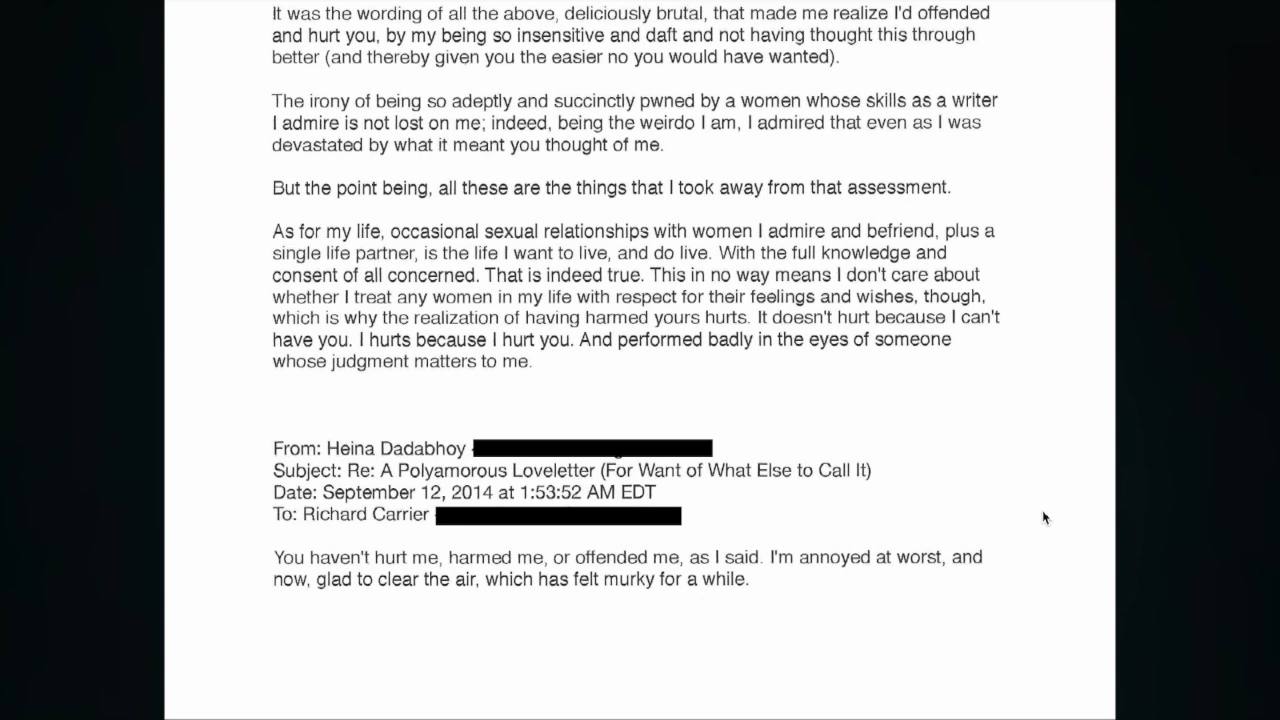 It was the wording of all the above, deliciously brutal, that made me realize I'd offended
and hurt you, by my being so insensitive and daft and not having thought this through
better (and thereby given you the easier no you would have wanted).
The irony of being so adeptly and succinctly pwned by a women whose skills as a writer
I admire is not lost on me; indeed, being the weirdo I am, I admired that even as I was
devastated by what it meant you thought of me.
But the point being, all these are the things that I took away from that assessment.
As for my life, occasional sexual relationships with women I admire and befriend, plus a
single life partner, is the life I want to live, and do live. With the full knowledge and
consent of all concerned. That is indeed true. This in no way means I don't care about
whether I treat any women in my life with respect for their feelings and wishes, though,
which is why the realization of having harmed yours hurts. It doesn't hurt because I can't
have you. I hurts because I hurt you. And performed badly in the eyes of someone
whose judgment matters to me.
From: Heina Dadabhoy
Subject: Re: A Polyamorous Loveletter (For Want of What Else to Call It)
Date: September 12, 2014 at 1:53:52 AM EDT
To: Richard Carrier
You haven't hurt me, harmed me, or offended me, as I said. I'm annoyed at worst, and
now, glad to clear the air, which has felt murky for a while.